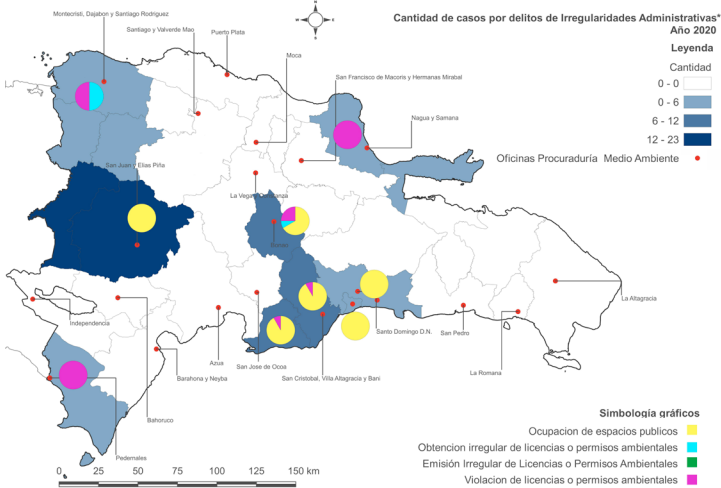 Cantidad de casos por delitos de Irregularidades Administrativas*
Año 2020
Leyenda
Cantidad
0 - 0
0 - 6
6 - 12
12 - 23
Oficinas Procuraduría Medio Ambiente
Montecristi, Dajabon y Santiago Rodriguez
Santiago y Valverde Mao
Puerto Plata
Moca
San Francisco de Macoris y Hermanas Mirabal
Nagua y Samana
San Juan y Elias Piña
La Vega y Constanza
Bonao
La Altagracia
Independencia
Santo Domingo D.N.
San Pedro
La Romana
Azua
San Jose de Ocoa
San Cristobal, Villa Altagracia y Bani
Barahona y Neyba
Bahoruco
Pedernales
Simbología gráficos
Ocupacion de espacios publicos
Obtencion irregular de licencias o permisos ambientales
Emisión Irregular de Licencias o Permisos Ambientales
Violacion de licencias o permisos ambientales
0 25 50 75 100 150 km
N
S